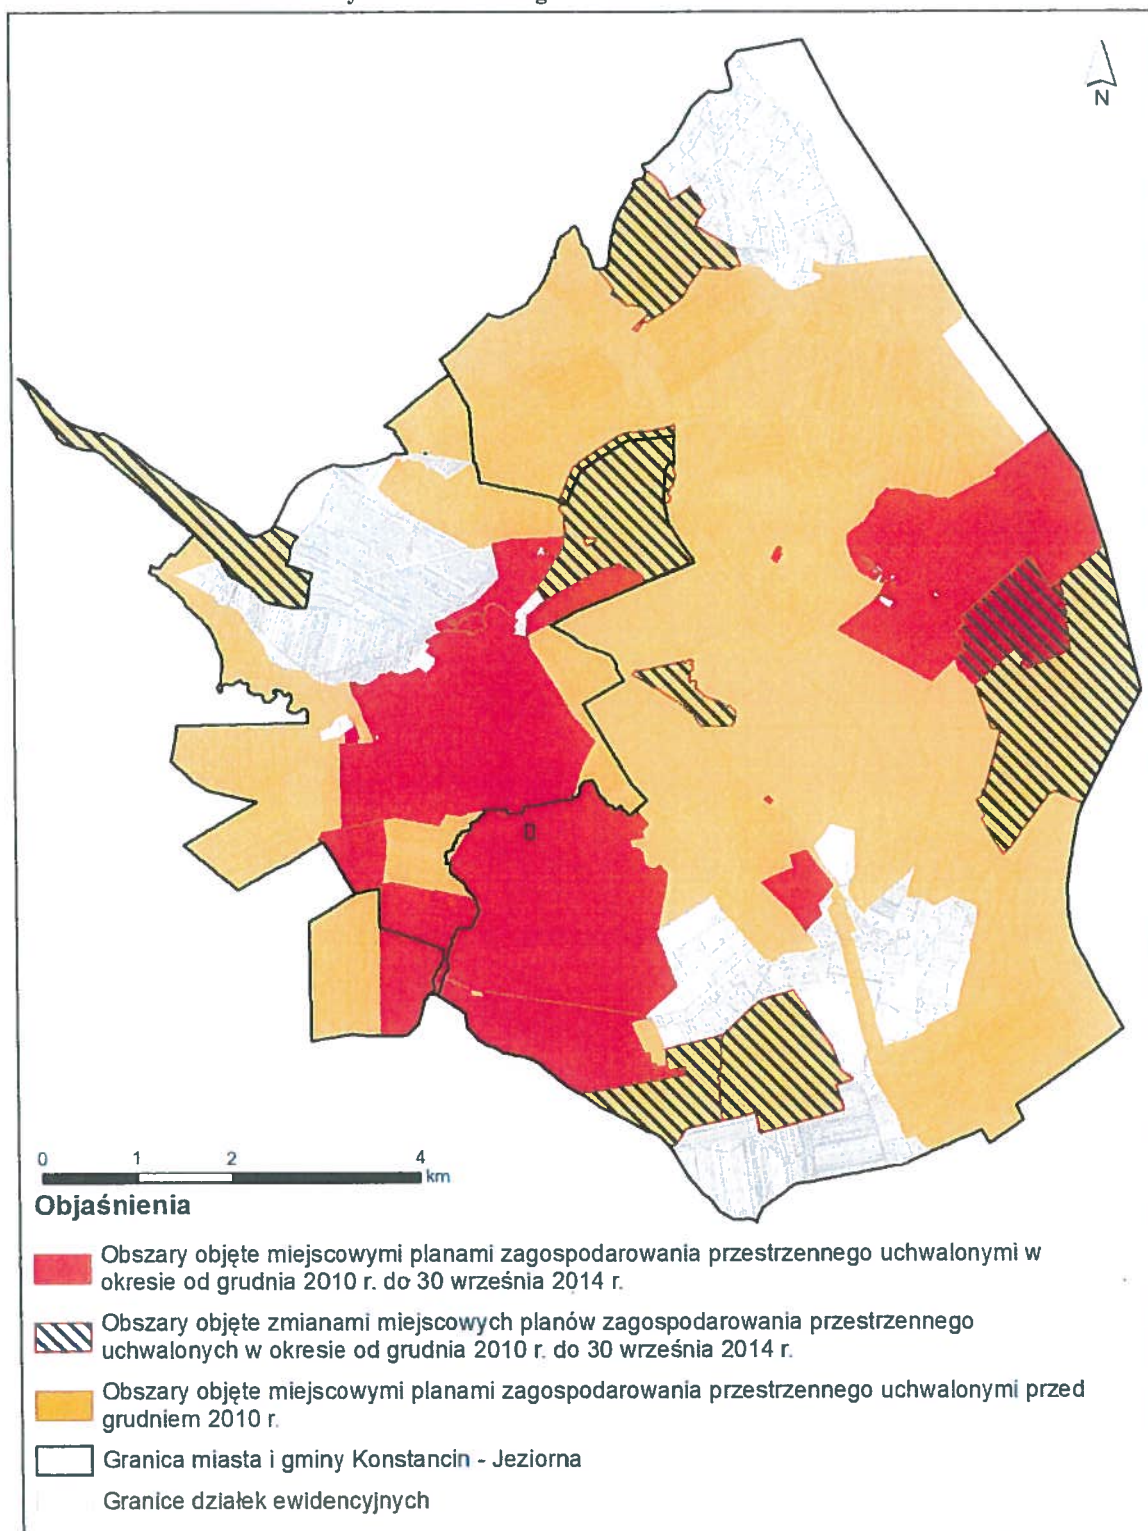 N
0 1 2 4
km
Objaśnienia
Obszary objęte miejscowymi planami zagospodarowania przestrzennego uchwalonymi w
okresie od grudnia 2010 r. do 30 września 2014 r.
Obszary objęte zmianami miejscowych planów zagospodarowania przestrzennego
uchwalonych w okresie od grudnia 2010 r. do 30 września 2014 r.
Obszary objęte miejscowymi planami zagospodarowania przestrzennego uchwalonymi przed
grudniem 2010 r.
Granica miasta i gminy Konstancin - Jeziorna
Granice działek ewidencyjnych